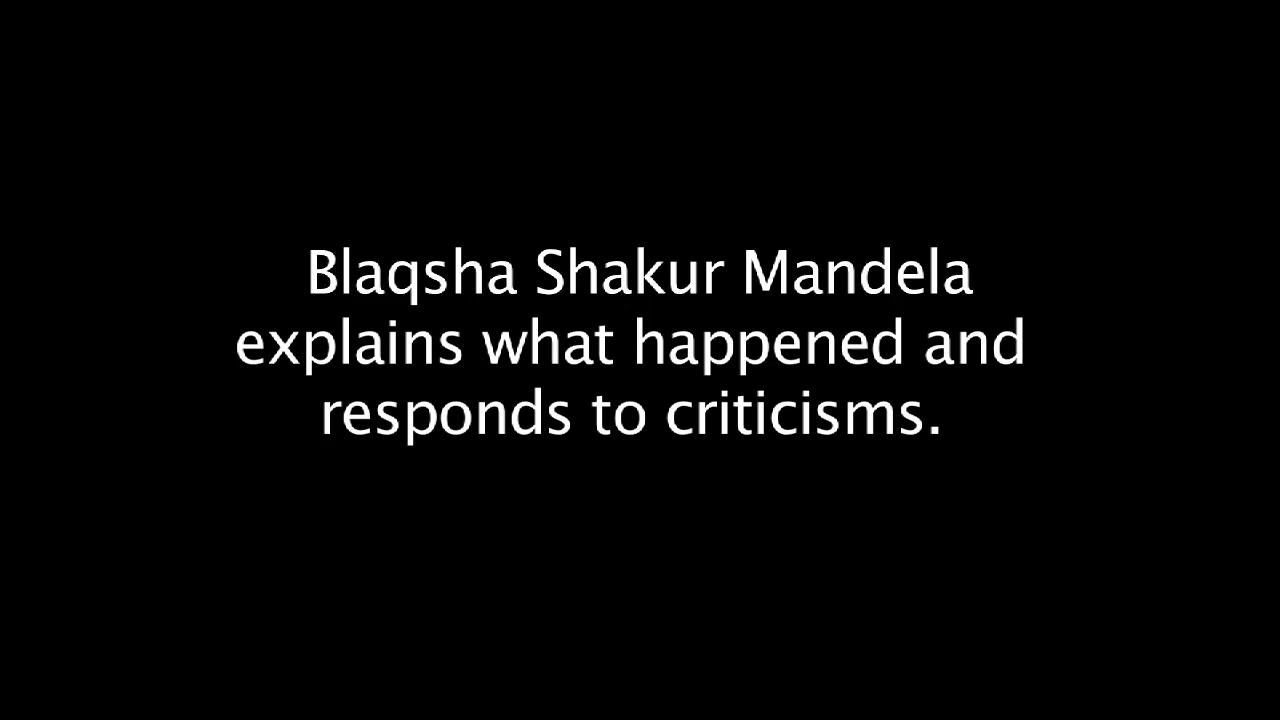 Blaqsha Shakur Mandela
explains what happened and
responds to criticisms.